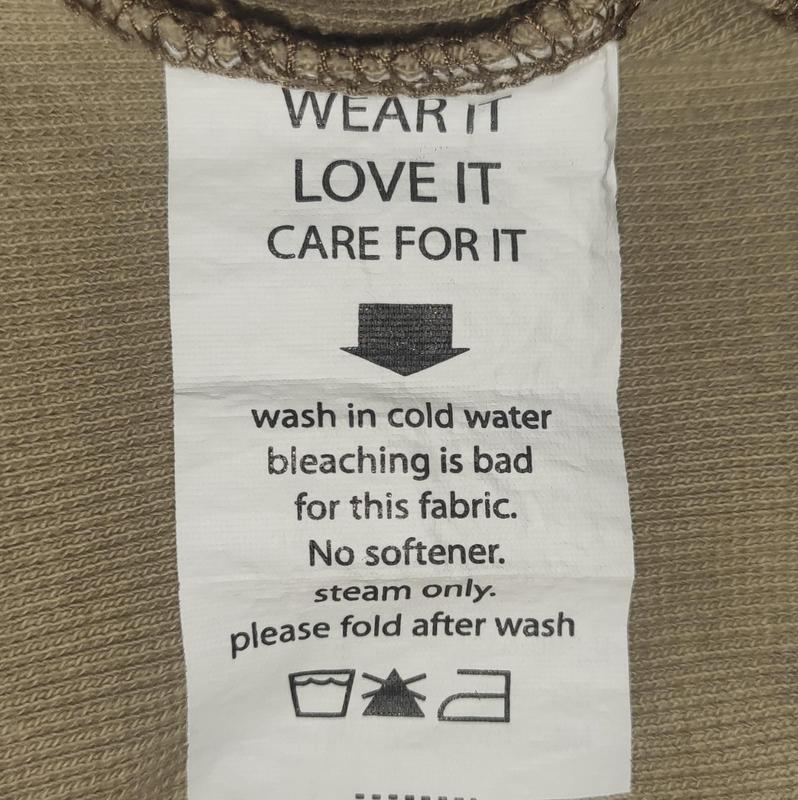 WEAR IT
LOVE IT
CARE FOR IT
wash in cold water
bleaching is bad
for this fabric.
No softener.
steam only.
please fold after wash